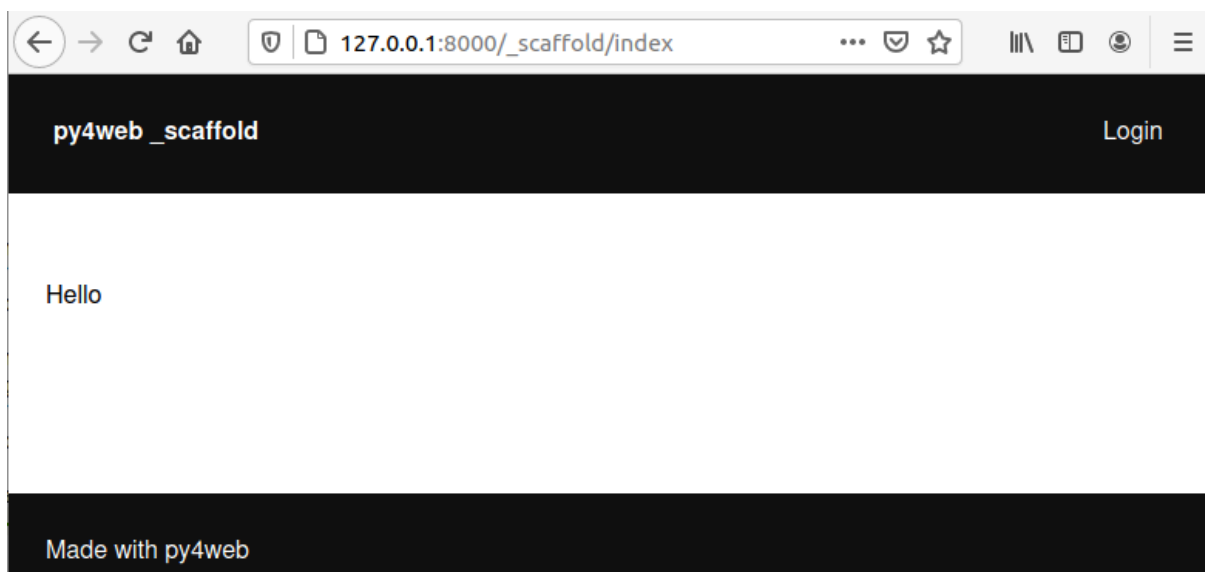 127.0.0.1:8000/_scaffold/index
py4web _scaffold
Login
Hello
Made with py4web